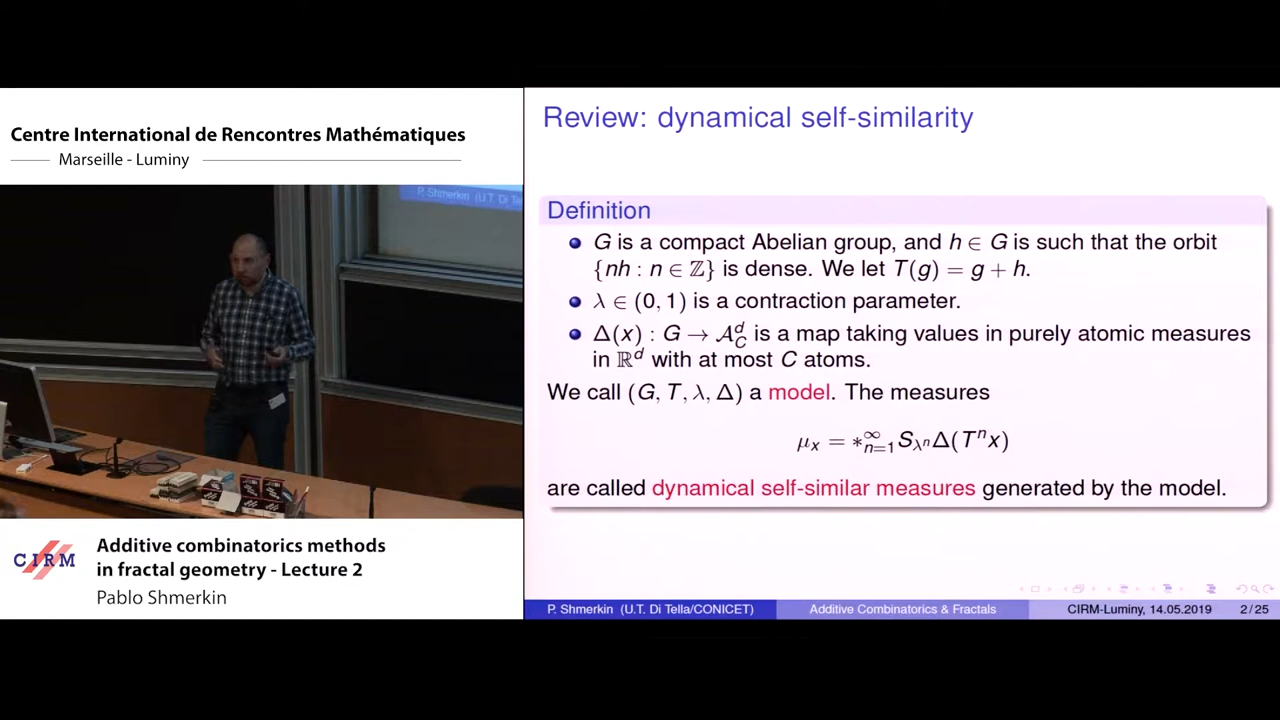 Centre International de Rencontres Mathématiques
Marseille - Luminy
P. Shmerkin (U.T. Di Tella
CIRM
Additive combinatorics methods
in fractal geometry - Lecture 2
Pablo Shmerkin
Review: dynamical self-similarity
Definition
G is a compact Abelian group, and h ∈ G is such that the orbit
{nh : n ∈ ℤ} is dense. We let T(g) = g + h.
λ ∈ (0, 1) is a contraction parameter.
Δ(x) : G → 𝒜_C^d is a map taking values in purely atomic measures
in ℝ^d with at most C atoms.
We call (G, T, λ, Δ) a model. The measures
μ_x = *_{n=1}^∞ S_{λ^n} Δ(T^n x)
are called dynamical self-similar measures generated by the model.
P. Shmerkin (U.T. Di Tella/CONICET) Additive Combinatorics & Fractals CIRM-Luminy, 14.05.2019 2 / 25